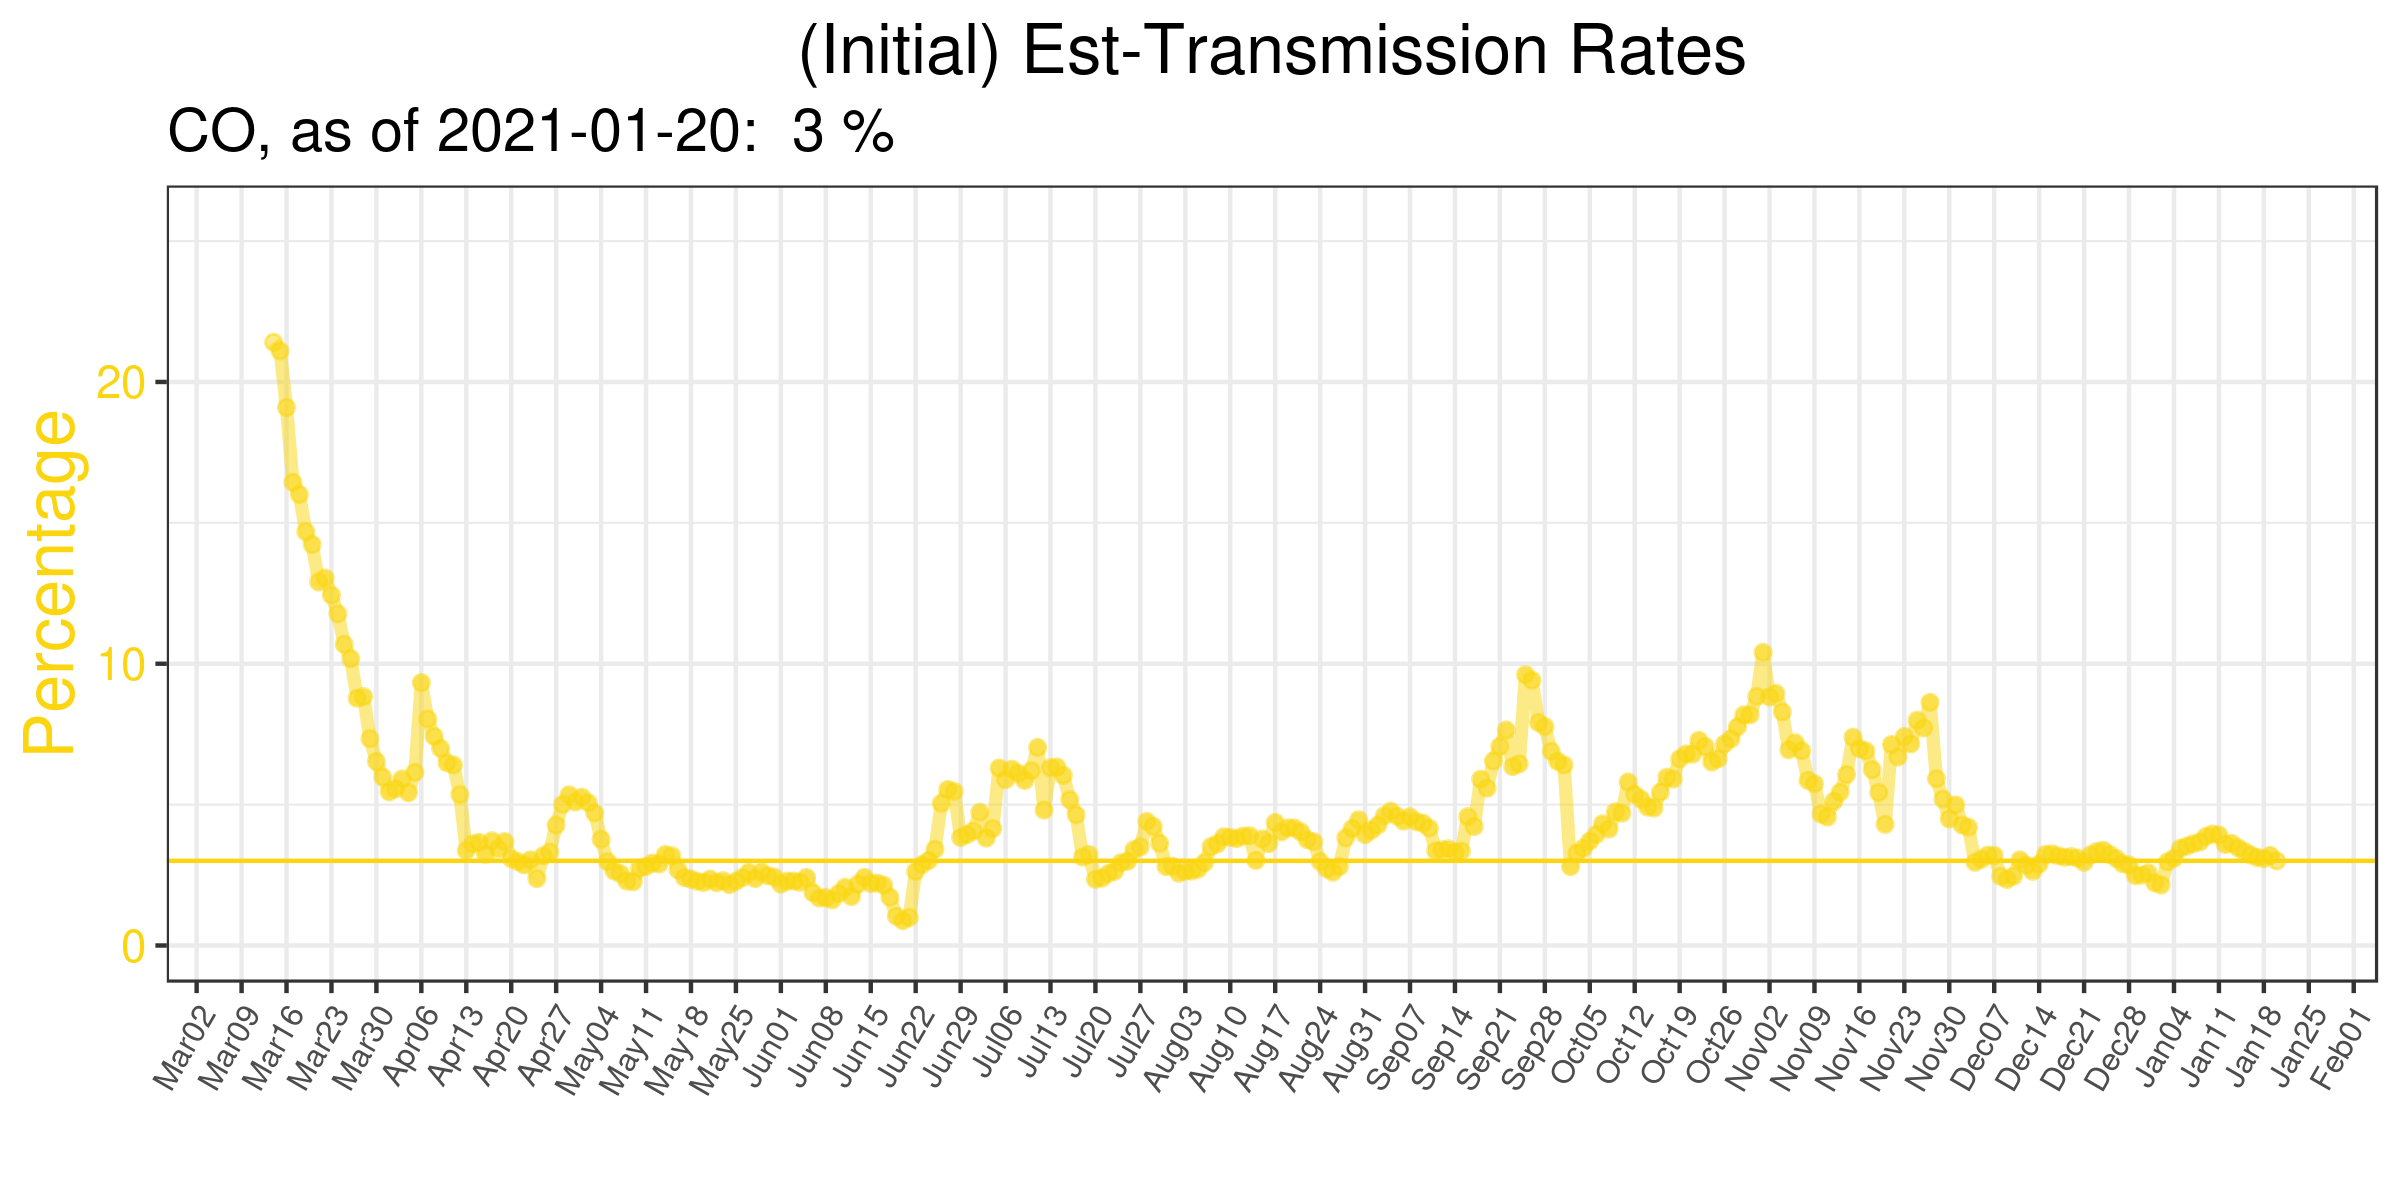 (Initial) Est-Transmission Rates
CO, as of 2021-01-20:  3 %
Percentage
20
10
0
Mar02
Mar09
Mar16
Mar23
Mar30
Apr06
Apr13
Apr20
Apr27
May04
May11
May18
May25
Jun01
Jun08
Jun15
Jun22
Jun29
Jul06
Jul13
Jul20
Jul27
Aug03
Aug10
Aug17
Aug24
Aug31
Sep07
Sep14
Sep21
Sep28
Oct05
Oct12
Oct19
Oct26
Nov02
Nov09
Nov16
Nov23
Nov30
Dec07
Dec14
Dec21
Dec28
Jan04
Jan11
Jan18
Jan25
Feb01